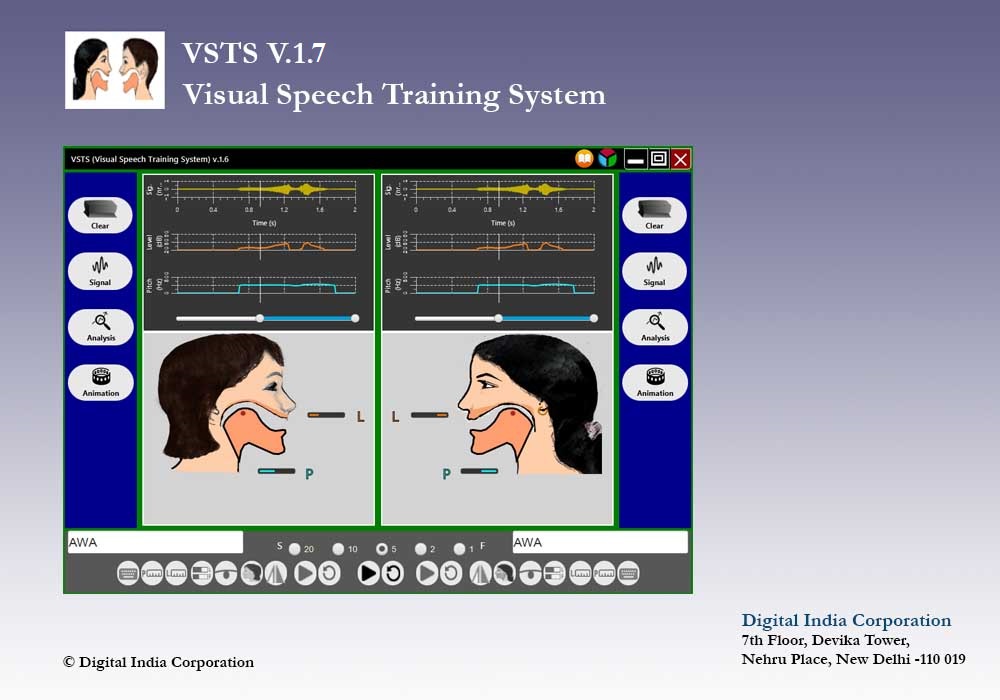 VSTS V.1.7
Visual Speech Training System
VSTS (Visual Speech Training System) v.1.6
Clear
Signal
Analysis
Animation
Sig.
0 0.4 0.8 1.2 1.6 2
Time (s)
Level
(dB)
Pitch
(Hz)
L
P
Sig.
0 0.4 0.8 1.2 1.6 2
Time (s)
Level
(dB)
Pitch
(Hz)
L
P
Clear
Signal
Analysis
Animation
AWA
S 20 10 5 2 1 F
AWA
Digital India Corporation
7th Floor, Devika Tower,
Nehru Place, New Delhi -110 019
© Digital India Corporation